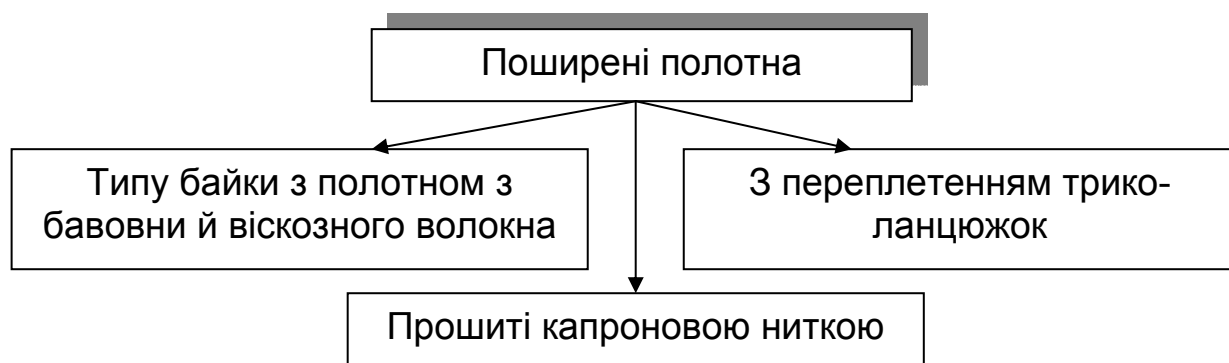 Поширені полотна
Типу байки з полотном з
бавовни й віскозного волокна
З переплетенням трико-
ланцюжок
Прошиті капроновою ниткою